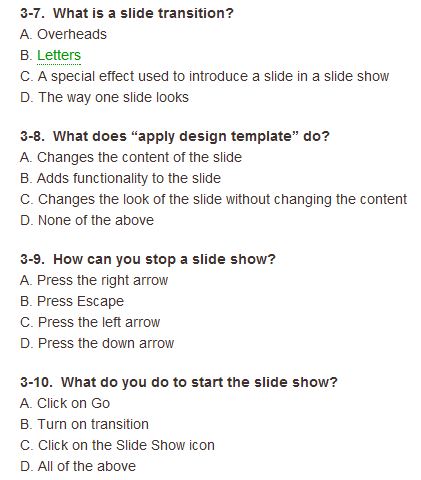 3-7.  What is a slide transition?
A. Overheads
B. Letters
C. A special effect used to introduce a slide in a slide show
D. The way one slide looks
3-8.  What does “apply design template” do?
A. Changes the content of the slide
B. Adds functionality to the slide
C. Changes the look of the slide without changing the content
D. None of the above
3-9.  How can you stop a slide show?
A. Press the right arrow
B. Press Escape
C. Press the left arrow
D. Press the down arrow
3-10.  What do you do to start the slide show?
A. Click on Go
B. Turn on transition
C. Click on the Slide Show icon
D. All of the above